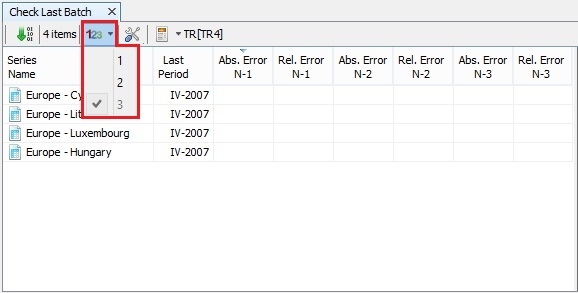 Check Last Batch
4 items
123
TR[TR4]
1
2
3
Series Name
Last Period
Abs. Error N-1
Rel. Error N-1
Abs. Error N-2
Rel. Error N-2
Abs. Error N-3
Rel. Error N-3
Europe - Cy
IV-2007
Europe - Lit
IV-2007
Europe - Luxembourg
IV-2007
Europe - Hungary
IV-2007